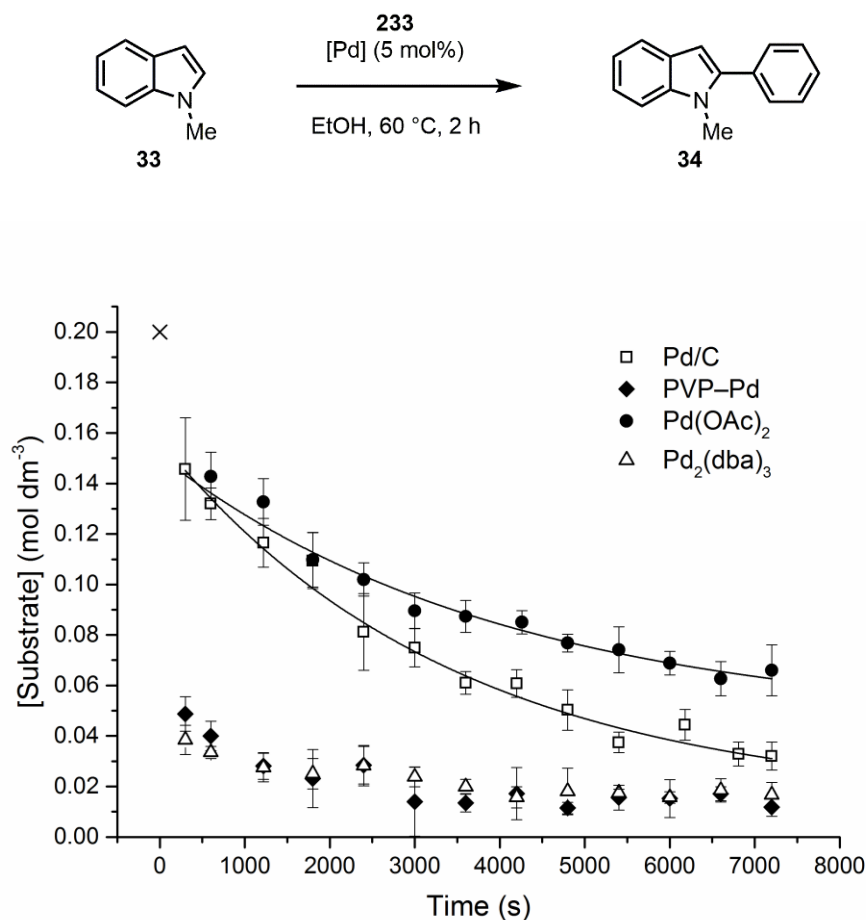 233
[Pd] (5 mol%)
EtOH, 60 °C, 2 h
N
Me
33
N
Me
34
[Substrate] (mol dm⁻³)
0.20
0.18
0.16
0.14
0.12
0.10
0.08
0.06
0.04
0.02
0.00
Pd/C
PVP–Pd
Pd(OAc)₂
Pd₂(dba)₃
0 1000 2000 3000 4000 5000 6000 7000 8000
Time (s)